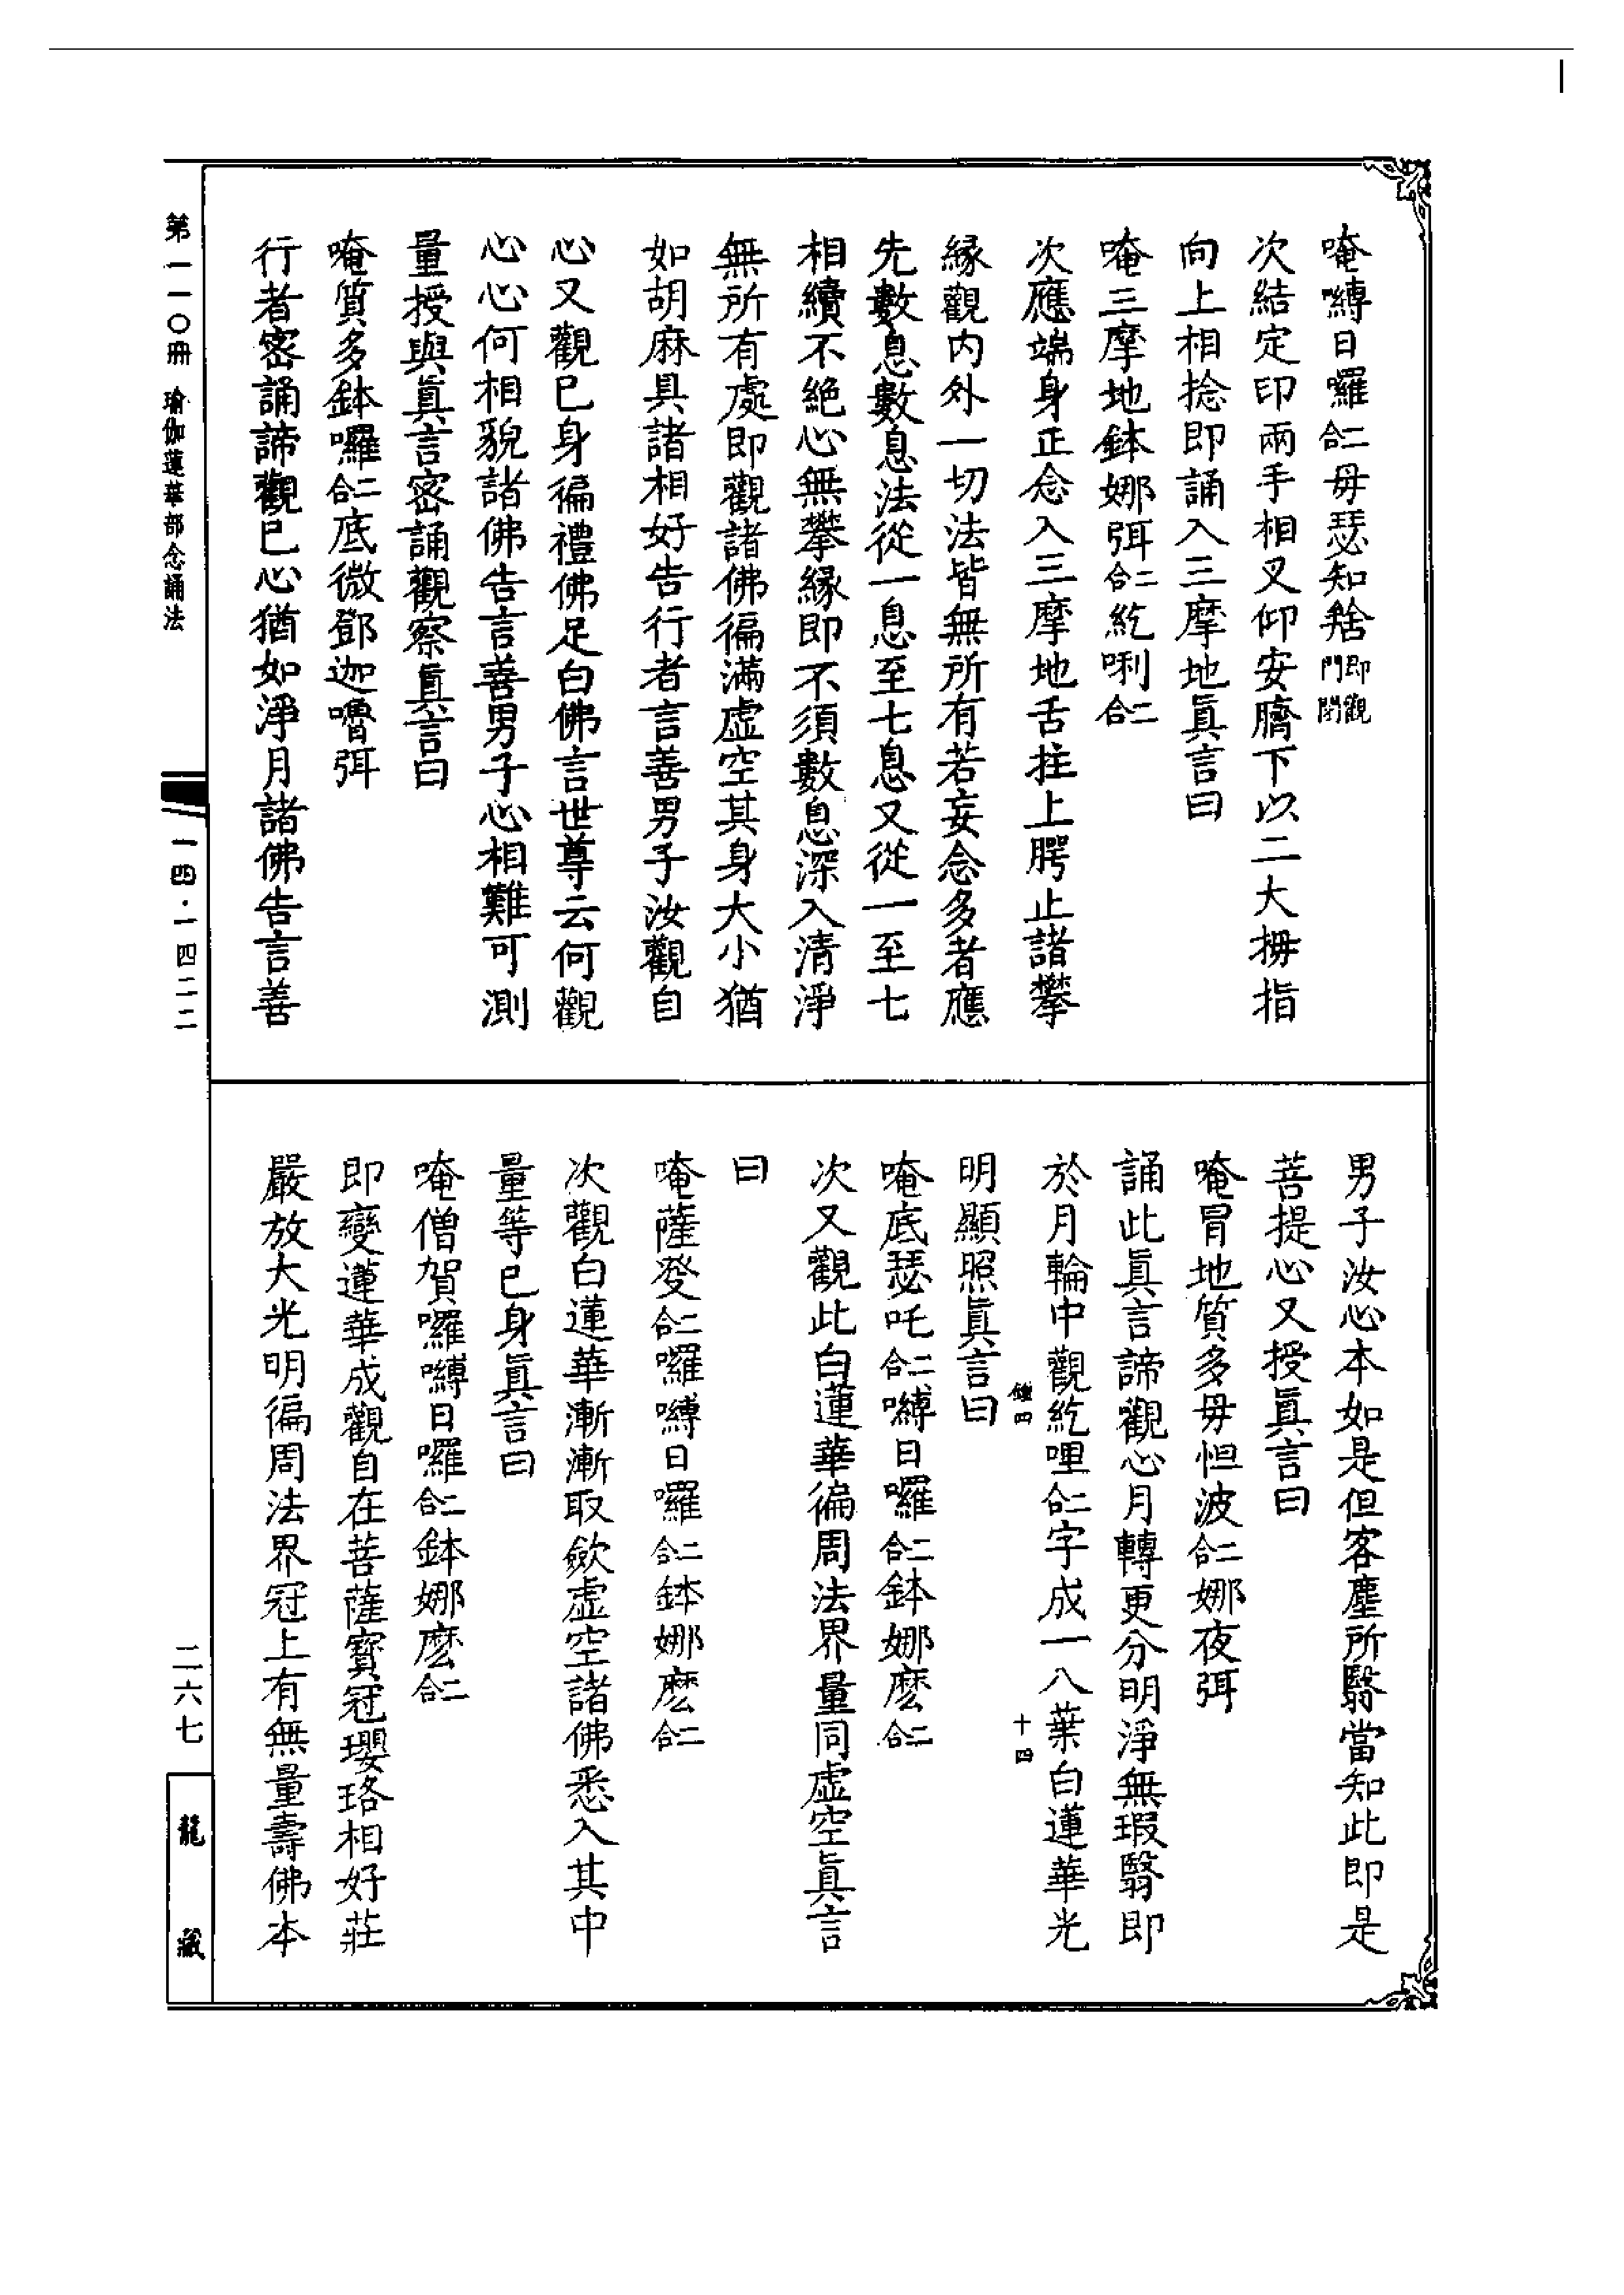 唵嚩日囉二合毋瑟知捨即觀門閉
次結定印兩手相叉仰安臍下以二大拇指
向上相捻即誦入三摩地眞言曰
唵三摩地鉢娜弭二合紇唎二合
次應端身正念入三摩地舌拄上腭止諸攀
緣觀内外一切法皆無所有若妄念多者應
先數息數息法從一息至七息又從一至七
相續不絶心無攀緣即不須數息深入清淨
無所有處即觀諸佛徧滿虛空其身大小猶
如胡麻具諸相好告行者言善男子汝觀自
心又觀已身徧禮佛足白佛言世尊云何觀
心心何相貌諸佛告言善男子心相難可測
量授與眞言密誦觀察眞言曰
唵質多鉢囉二合底微鄧迦嚕弭
行者密誦諦觀已心猶如淨月諸佛告言善
男子汝心本如是但客塵所翳當知此即是
菩提心又授眞言曰
唵冒地質多毋怛波二合娜夜弭
誦此眞言諦觀心月轉更分明淨無瑕翳即
於月輪中觀紇哩二合字成一八葉白蓮華光
鍾四 十四
明顯照眞言曰
唵底瑟吒二合嚩日囉二合鉢娜麽二合
次又觀此白蓮華徧周法界量同虛空眞言
曰
唵薩發二合囉嚩日囉二合鉢娜麽二合
次觀白蓮華漸漸取歛虛空諸佛悉入其中
量等已身眞言曰
唵僧賀囉嚩日囉二合鉢娜麽二合
即變蓮華成觀自在菩薩寳冠瓔珞相好莊
嚴放大光明徧周法界冠上有無量壽佛本
第一一〇冊 瑜伽蓮華部念誦法
一四·一四二二
二六七
龍藏